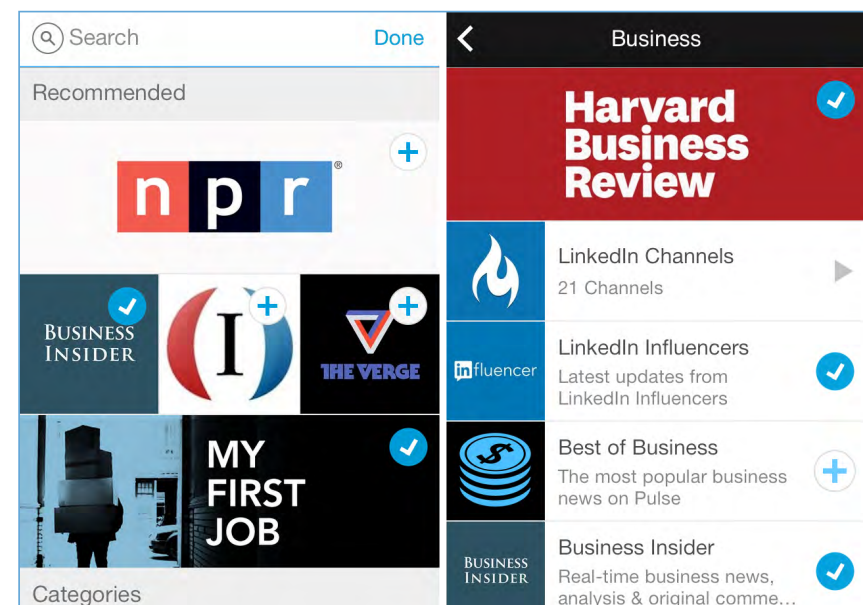 Search
Done
Recommended
npr®
BUSINESS
INSIDER
I
THE VERGE
MY
FIRST
JOB
Categories
Business
Harvard
Business
Review
LinkedIn Channels
21 Channels
influencer
LinkedIn Influencers
Latest updates from
LinkedIn Influencers
$
Best of Business
The most popular business
news on Pulse
BUSINESS
INSIDER
Business Insider
Real-time business news,
analysis & original comme...